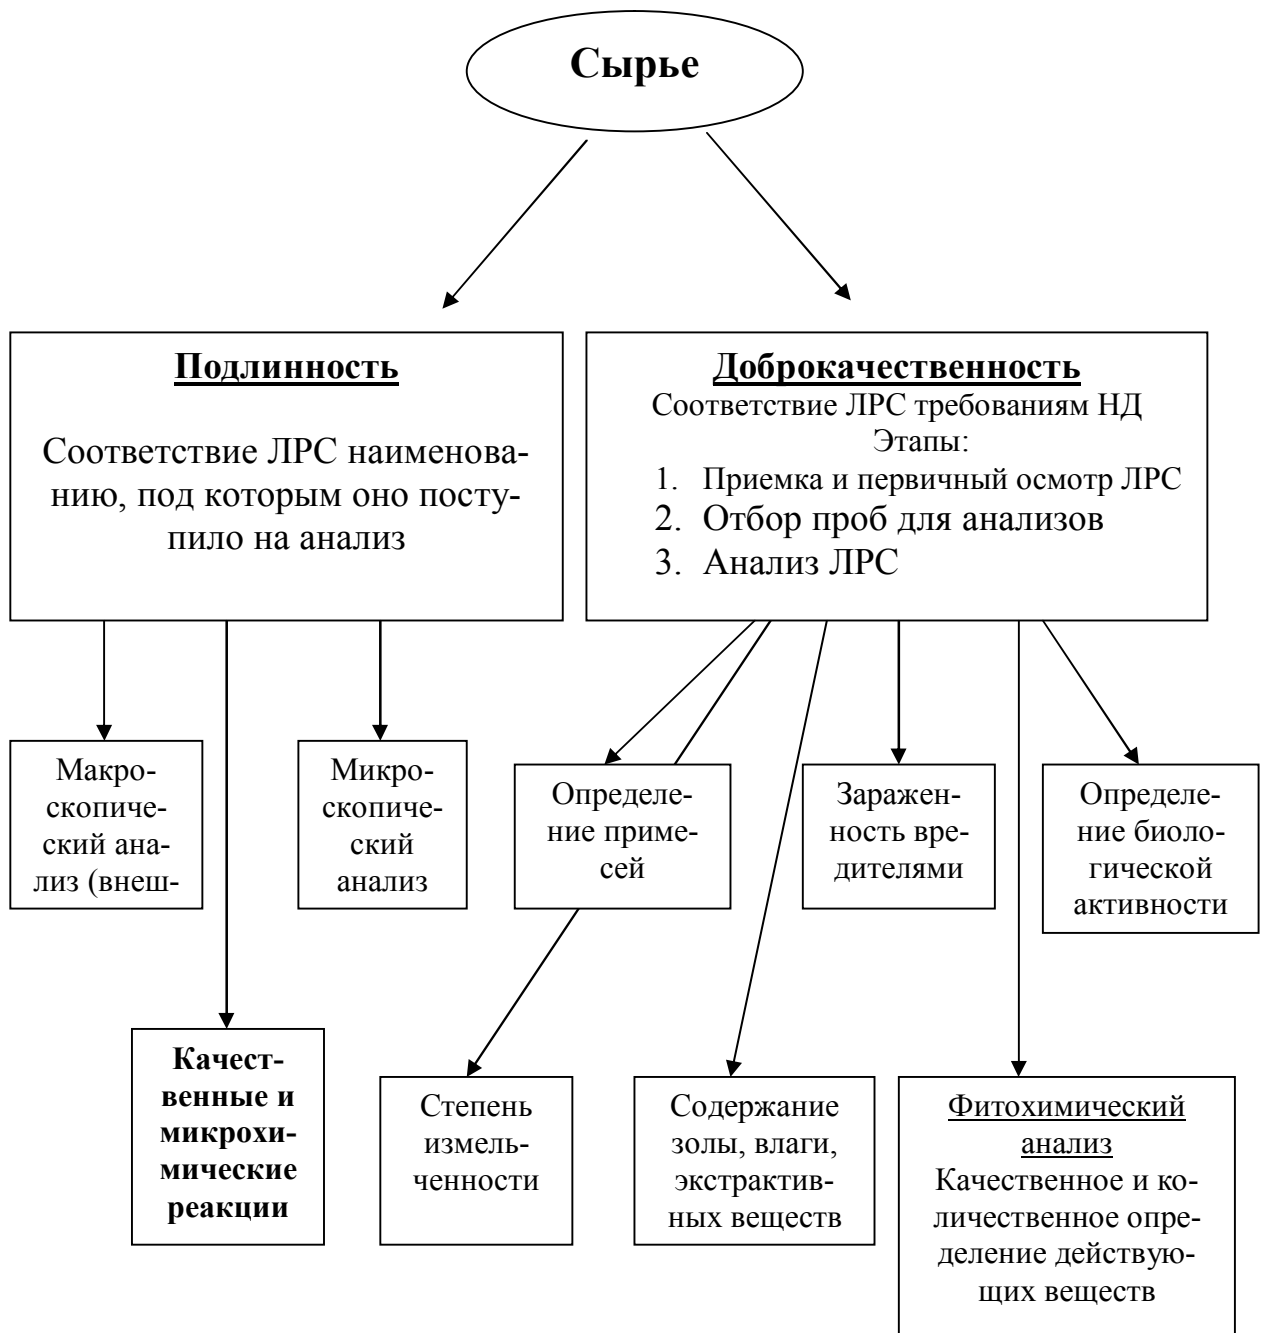 Сырье
Подлинность
Соответствие ЛРС наименова-
нию, под которым оно посту-
пило на анализ
Доброкачественность
Соответствие ЛРС требованиям НД
Этапы:
1. Приемка и первичный осмотр ЛРС
2. Отбор проб для анализов
3. Анализ ЛРС
Макро-
скопиче-
ский ана-
лиз (внеш-
Микро-
скопиче-
ский
анализ
Определе-
ние приме-
сей
Заражен-
ность вре-
дителями
Определе-
ние биоло-
гической
активности
Качест-
венные и
микрохи-
мические
реакции
Степень
измель-
ченности
Содержание
золы, влаги,
экстрактив-
ных веществ
Фитохимический
анализ
Качественное и ко-
личественное опре-
деление действую-
щих веществ